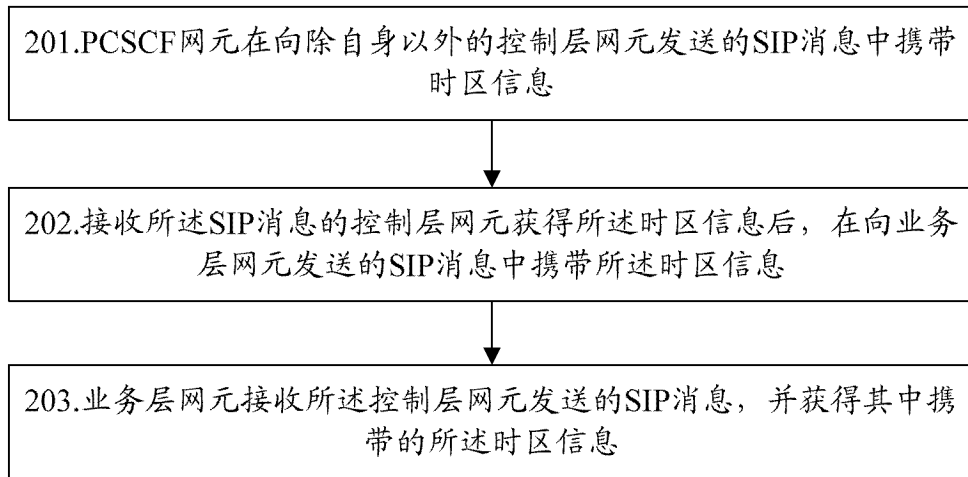 201.PCSCF网元在向除自身以外的控制层网元发送的SIP消息中携带
时区信息
202.接收所述SIP消息的控制层网元获得所述时区信息后，在向业务
层网元发送的SIP消息中携带所述时区信息
203.业务层网元接收所述控制层网元发送的SIP消息，并获得其中携
带的所述时区信息